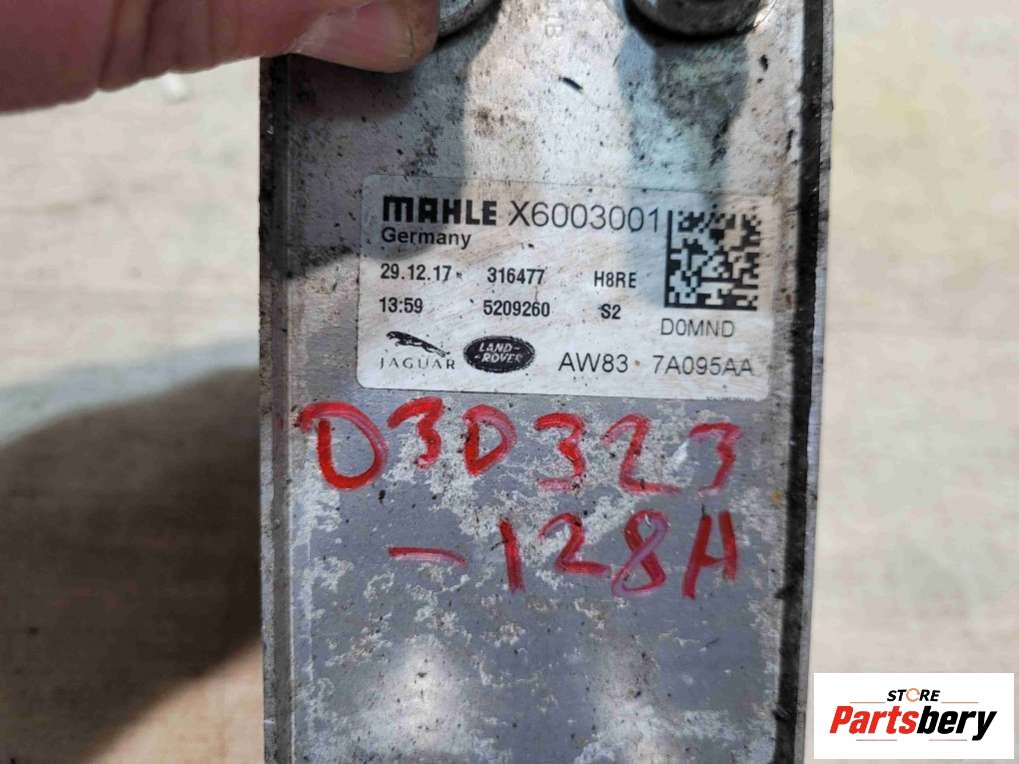 MAHLE X6003001
Germany
29.12.17 316477 H8RE
13:59 5209260 S2
D0MND
JAGUAR LAND-ROVER AW83 7A095AA
030323
-128A
STORE
Partsbery